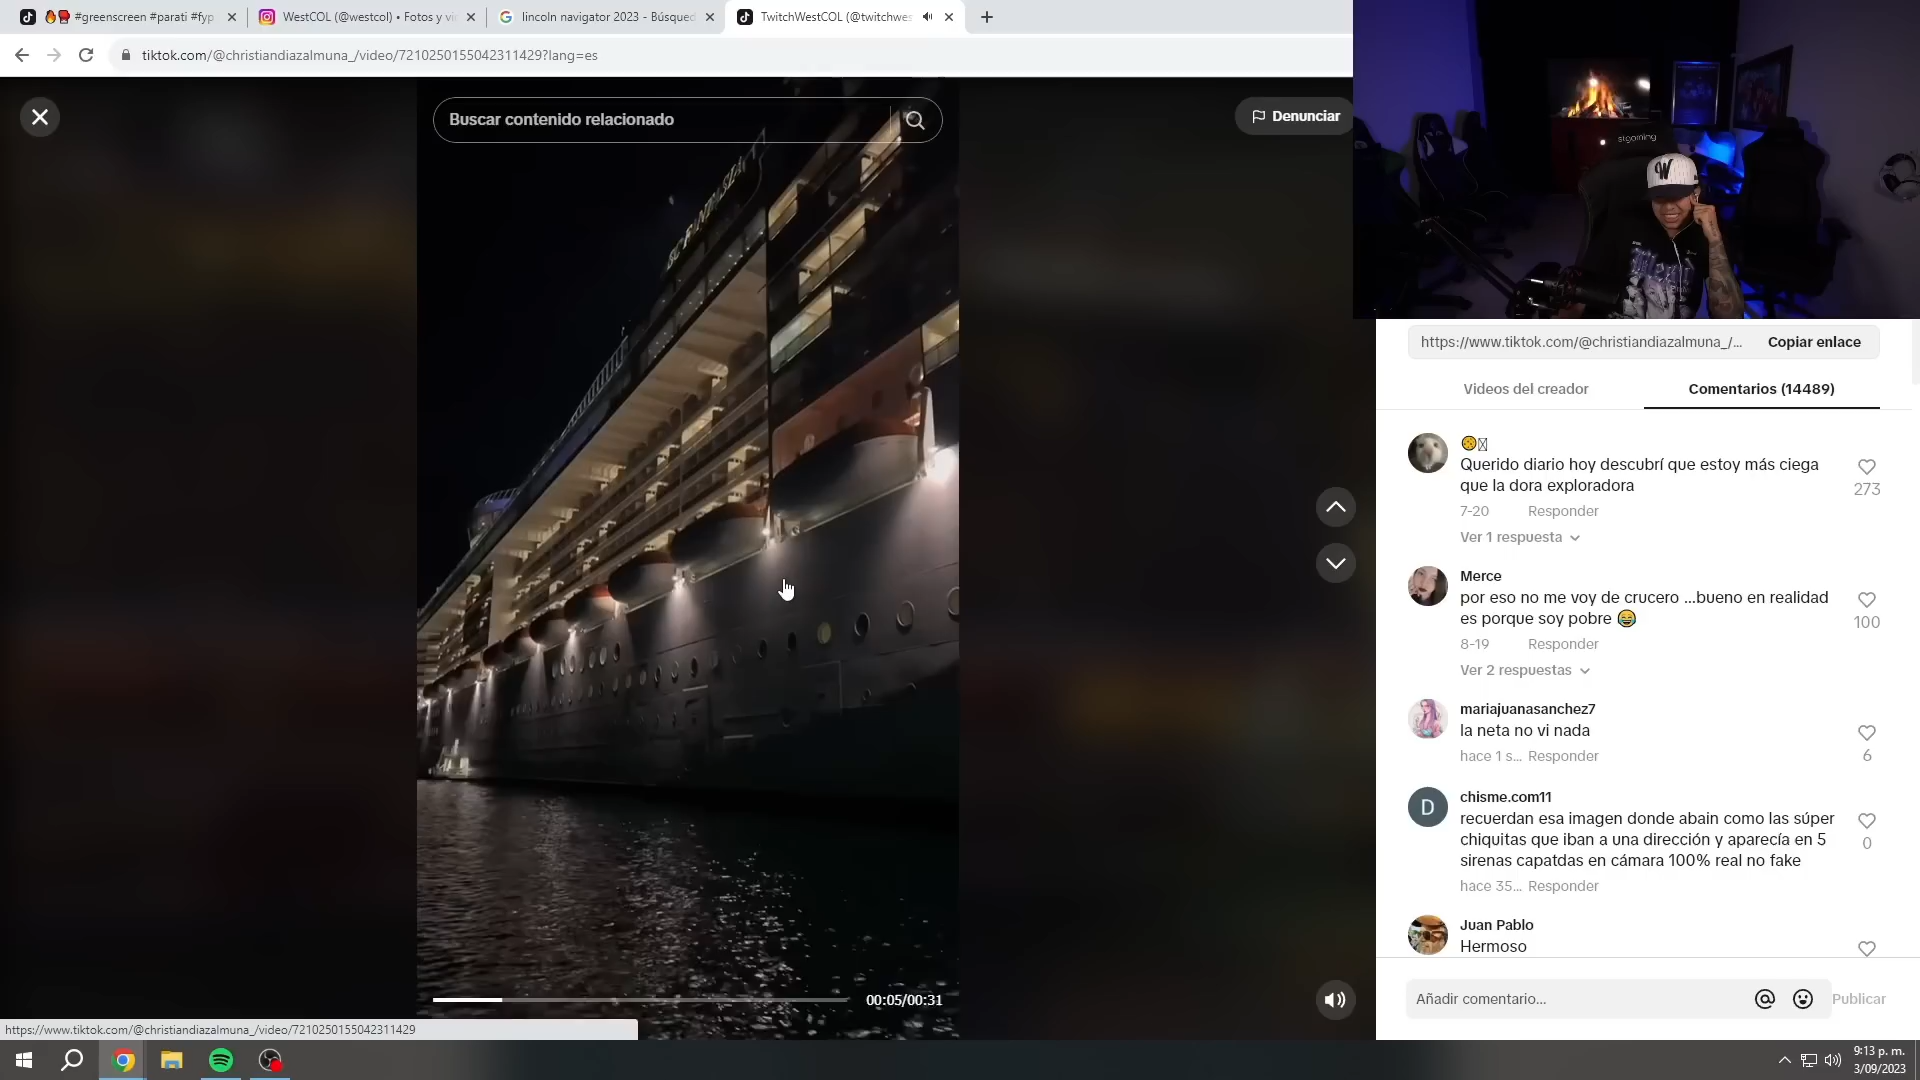 #greenscreen #parati #fyp
WestCOL (@westcol) • Fotos y vi
lincoln navigator 2023 - Búsqued
TwitchWestCOL (@twitchwes
tiktok.com/@christiandiazalmuna_/video/7210250155042311429?lang=es
Buscar contenido relacionado
Denunciar
stgaming
W
https://www.tiktok.com/@christiandiazalmuna_/...
Copiar enlace
Videos del creador
Comentarios (14489)
Querido diario hoy descubrí que estoy más ciega
que la dora exploradora
273
7-20 Responder
Ver 1 respuesta
Merce
por eso no me voy de crucero ...bueno en realidad
es porque soy pobre 😂
100
8-19 Responder
Ver 2 respuestas
mariajuanasanchez7
la neta no vi nada
hace 1 s... Responder
6
D
chisme.com11
recuerdan esa imagen donde abain como las súper
chiquitas que iban a una dirección y aparecía en 5
sirenas capatdas en cámara 100% real no fake
0
hace 35... Responder
Juan Pablo
Hermoso
00:05/00:31
Añadir comentario...
Publicar
https://www.tiktok.com/@christiandiazalmuna_/video/7210250155042311429
9:13 p. m.
3/09/2023